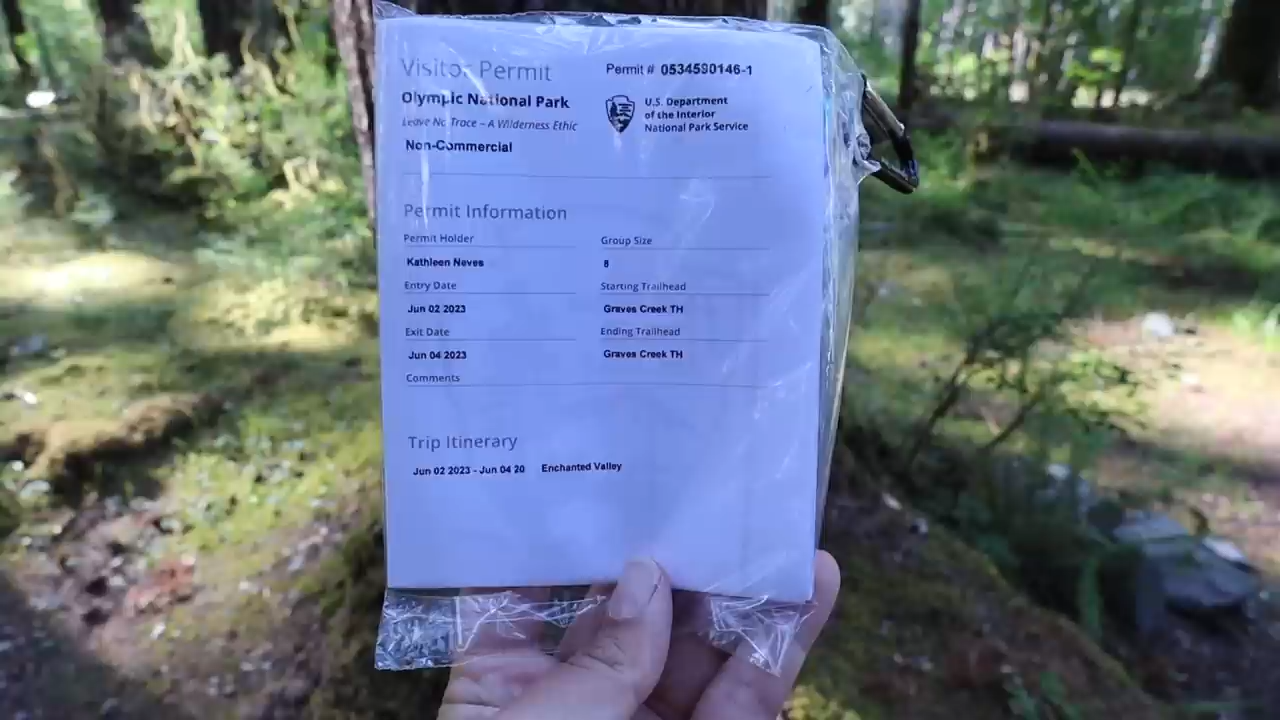 Visitor Permit
Permit # 0534590146-1
Olympic National Park
Leave No Trace – A Wilderness Ethic
Non-Commercial
U.S. Department
of the Interior
National Park Service
Permit Information
Permit Holder
Group Size
Kathleen Neves
8
Entry Date
Starting Trailhead
Jun 02 2023
Graves Creek TH
Exit Date
Ending Trailhead
Jun 04 2023
Graves Creek TH
Comments
Trip Itinerary
Jun 02 2023 - Jun 04 20 Enchanted Valley